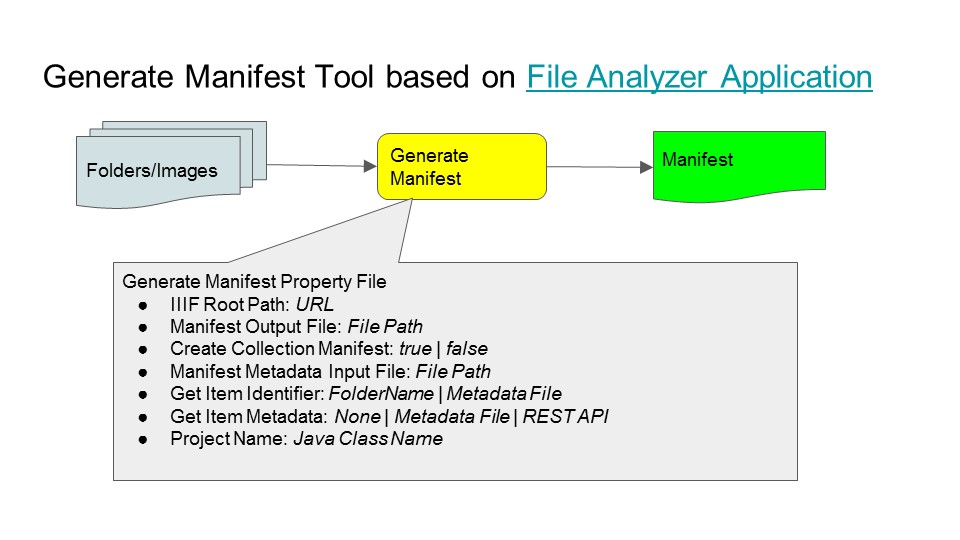 Generate Manifest Tool based on File Analyzer Application
Folders/Images
Generate
Manifest
Manifest
Generate Manifest Property File
● IIIF Root Path: URL
● Manifest Output File: File Path
● Create Collection Manifest: true | false
● Manifest Metadata Input File: File Path
● Get Item Identifier: FolderName | Metadata File
● Get Item Metadata: None | Metadata File | REST API
● Project Name: Java Class Name